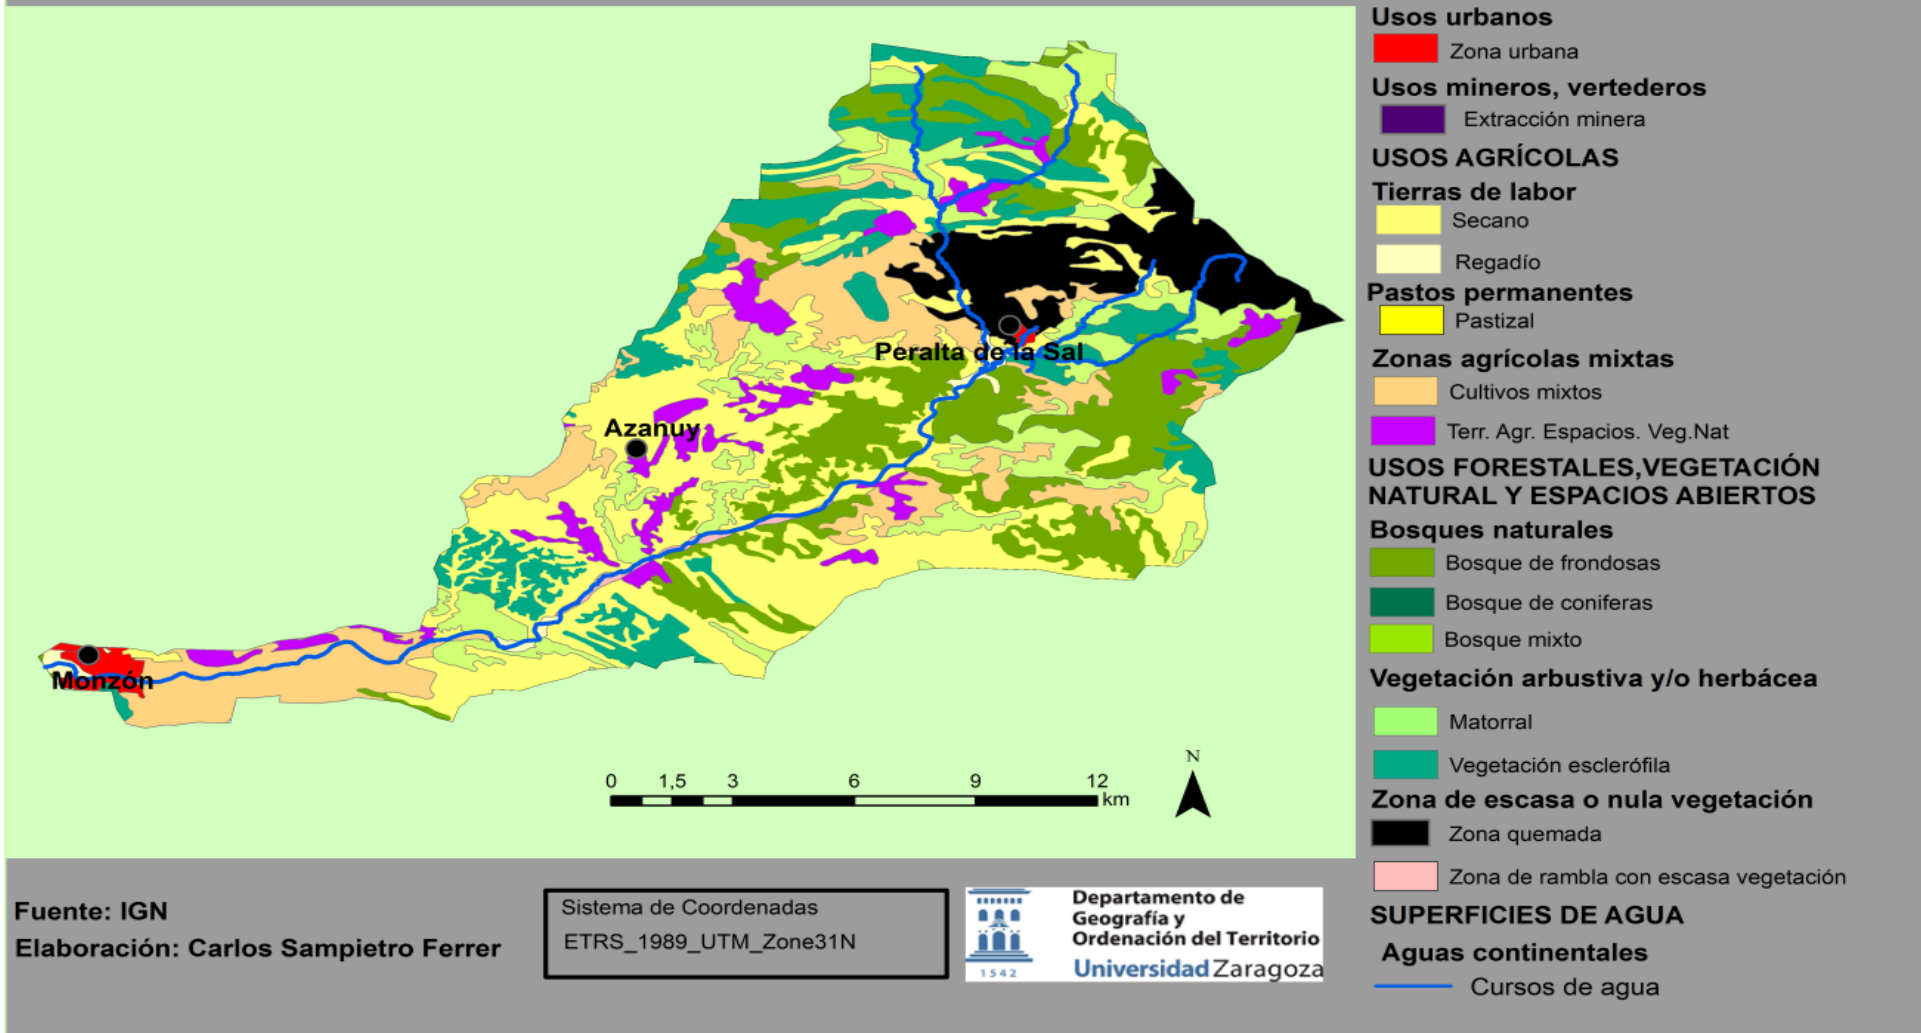 Peralta de la Sal
Azanuy
Monzón
0 1,5 3 6 9 12
km
N
Usos urbanos
Zona urbana
Usos mineros, vertederos
Extracción minera
USOS AGRÍCOLAS
Tierras de labor
Secano
Regadío
Pastos permanentes
Pastizal
Zonas agrícolas mixtas
Cultivos mixtos
Terr. Agr. Espacios. Veg.Nat
USOS FORESTALES,VEGETACIÓN
NATURAL Y ESPACIOS ABIERTOS
Bosques naturales
Bosque de frondosas
Bosque de coniferas
Bosque mixto
Vegetación arbustiva y/o herbácea
Matorral
Vegetación esclerófila
Zona de escasa o nula vegetación
Zona quemada
Zona de rambla con escasa vegetación
SUPERFICIES DE AGUA
Aguas continentales
Cursos de agua
Fuente: IGN
Elaboración: Carlos Sampietro Ferrer
Sistema de Coordenadas
ETRS_1989_UTM_Zone31N
1542
Departamento de
Geografía y
Ordenación del Territorio
Universidad Zaragoza